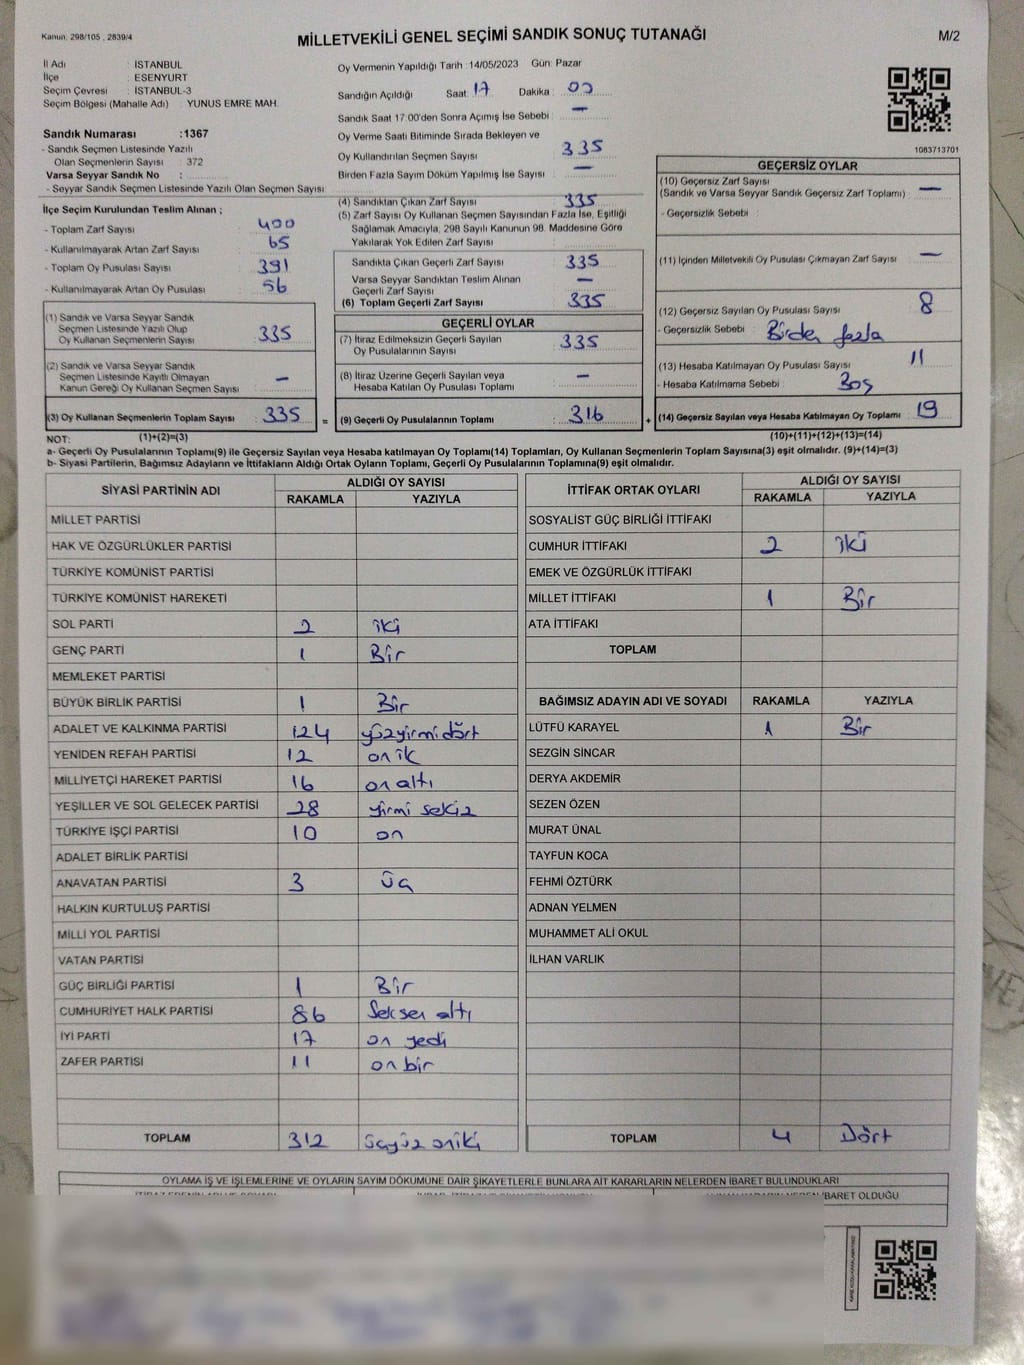 Kanun: 298/105 , 2839/4
MİLLETVEKİLİ GENEL SEÇİMİ SANDIK SONUÇ TUTANAĞI
M/2
İl Adı : İSTANBUL
İlçe : ESENYURT
Seçim Çevresi : İSTANBUL-3
Seçim Bölgesi (Mahalle Adı) : YUNUS EMRE MAH.
Sandık Numarası :1367
- Sandık Seçmen Listesinde Yazılı
Olan Seçmenlerin Sayısı : 372
Varsa Seyyar Sandık No :
- Seyyar Sandık Seçmen Listesinde Yazılı Olan Seçmen Sayısı :
Oy Vermenin Yapıldığı Tarih :14/05/2023 Gün: Pazar
Sandığın Açıldığı Saat: 17 Dakika : 00
Sandık Saat 17:00'den Sonra Açımış İse Sebebi : —
Oy Verme Saati Bitiminde Sırada Bekleyen ve
Oy Kullandırılan Seçmen Sayısı : 335
Birden Fazla Sayım Döküm Yapılmış İse Sayısı : —
1083713701
İlçe Seçim Kurulundan Teslim Alınan ;
- Toplam Zarf Sayısı : 400
- Kullanılmayarak Artan Zarf Sayısı : 65
- Toplam Oy Pusulası Sayısı : 391
- Kullanılmayarak Artan Oy Pusulası : 56
(4) Sandıktan Çıkan Zarf Sayısı : 335
(5) Zarf Sayısı Oy Kullanan Seçmen Sayısından Fazla İse, Eşitliği
Sağlamak Amacıyla, 298 Sayılı Kanunun 98. Maddesine Göre
Yakılarak Yok Edilen Zarf Sayısı :
Sandıkta Çıkan Geçerli Zarf Sayısı : 335
Varsa Seyyar Sandıktan Teslim Alınan
Geçerli Zarf Sayısı : —
(6) Toplam Geçerli Zarf Sayısı : 335
GEÇERSİZ OYLAR
(10) Geçersiz Zarf Sayısı
(Sandık ve Varsa Seyyar Sandık Geçersiz Zarf Toplamı) : —
- Geçersizlik Sebebi :
(11) İçinden Milletvekili Oy Pusulası Çıkmayan Zarf Sayısı : —
(12) Geçersiz Sayılan Oy Pusulası Sayısı : 8
- Geçersizlik Sebebi : Birden fazla
(13) Hesaba Katılmayan Oy Pusulası Sayısı : 11
- Hesaba Katılmama Sebebi : Boş
(14) Geçersiz Sayılan veya Hesaba Katılmayan Oy Toplamı : 19
(1) Sandık ve Varsa Seyyar Sandık
Seçmen Listesinde Yazılı Olup
Oy Kullanan Seçmenlerin Sayısı : 335
(2) Sandık ve Varsa Seyyar Sandık
Seçmen Listesinde Kayıtlı Olmayan
Kanun Gereği Oy Kullanan Seçmen Sayısı : —
(3) Oy Kullanan Seçmenlerin Toplam Sayısı : 335 =
GEÇERLİ OYLAR
(7) İtiraz Edilmeksizin Geçerli Sayılan
Oy Pusulalarının Sayısı : 335
(8) İtiraz Üzerine Geçerli Sayılan veya
Hesaba Katılan Oy Pusulası Toplamı : —
(9) Geçerli Oy Pusulalarının Toplamı : 316 +
NOT: (1)+(2)=(3) (10)+(11)+(12)+(13)=(14)
a- Geçerli Oy Pusulaların Toplamı(9) ile Geçersiz Sayılan veya Hesaba katılmayan Oy Toplamı(14) Toplamları, Oy Kullanan Seçmenlerin Toplam Sayısına(3) eşit olmalıdır. (9)+(14)=(3)
b- Siyasi Partilerin, Bağımsız Adayların ve İttifakların Aldığı Ortak Oyların Toplamı, Geçerli Oy Pusulalarının Toplamına(9) eşit olmalıdır.
SİYASİ PARTİNİN ADI ALDIĞI OY SAYISI
RAKAMLA YAZIYLA
MİLLET PARTİSİ
HAK VE ÖZGÜRLÜKLER PARTİSİ
TÜRKİYE KOMÜNİST PARTİSİ
TÜRKİYE KOMÜNİST HAREKETİ
SOL PARTİ 2 iki
GENÇ PARTİ 1 Bir
MEMLEKET PARTİSİ
BÜYÜK BİRLİK PARTİSİ 1 Bir
ADALET VE KALKINMA PARTİSİ 124 yüzyirmidört
YENİDEN REFAH PARTİSİ 12 on ik
MİLLİYETÇİ HAREKET PARTİSİ 16 on altı
YEŞİLLER VE SOL GELECEK PARTİSİ 28 yirmi sekiz
TÜRKİYE İŞÇİ PARTİSİ 10 on
ADALET BİRLİK PARTİSİ
ANAVATAN PARTİSİ 3 üç
HALKIN KURTULUŞ PARTİSİ
MİLLİ YOL PARTİSİ
VATAN PARTİSİ
GÜÇ BİRLİĞİ PARTİSİ 1 Bir
CUMHURİYET HALK PARTİSİ 86 Seksen altı
İYİ PARTİ 17 on yedi
ZAFER PARTİSİ 11 on bir
TOPLAM 312 üçyüz oniki
İTTİFAK ORTAK OYLARI ALDIĞI OY SAYISI
RAKAMLA YAZIYLA
SOSYALİST GÜÇ BİRLİĞİ İTTİFAKI
CUMHUR İTTİFAKI 2 iki
EMEK VE ÖZGÜRLÜK İTTİFAKI
MİLLET İTTİFAKI 1 Bir
ATA İTTİFAKI
TOPLAM
BAĞIMSIZ ADAYIN ADI VE SOYADI RAKAMLA YAZIYLA
LÜTFÜ KARAYEL 1 Bir
SEZGİN SİNCAR
DERYA AKDEMİR
SEZEN ÖZEN
MURAT ÜNAL
TAYFUN KOCA
FEHMİ ÖZTÜRK
ADNAN YELMEN
MUHAMMET ALİ OKUL
İLHAN VARLIK
TOPLAM 4 Dört
OYLAMA İŞ VE İŞLEMLERİNE VE OYLARIN SAYIM DÖKÜMÜNE DAİR ŞİKAYETLERLE BUNLARA AİT KARARLARIN NELERDEN İBARET BULUNDUKLARI
İBARET OLDUĞU